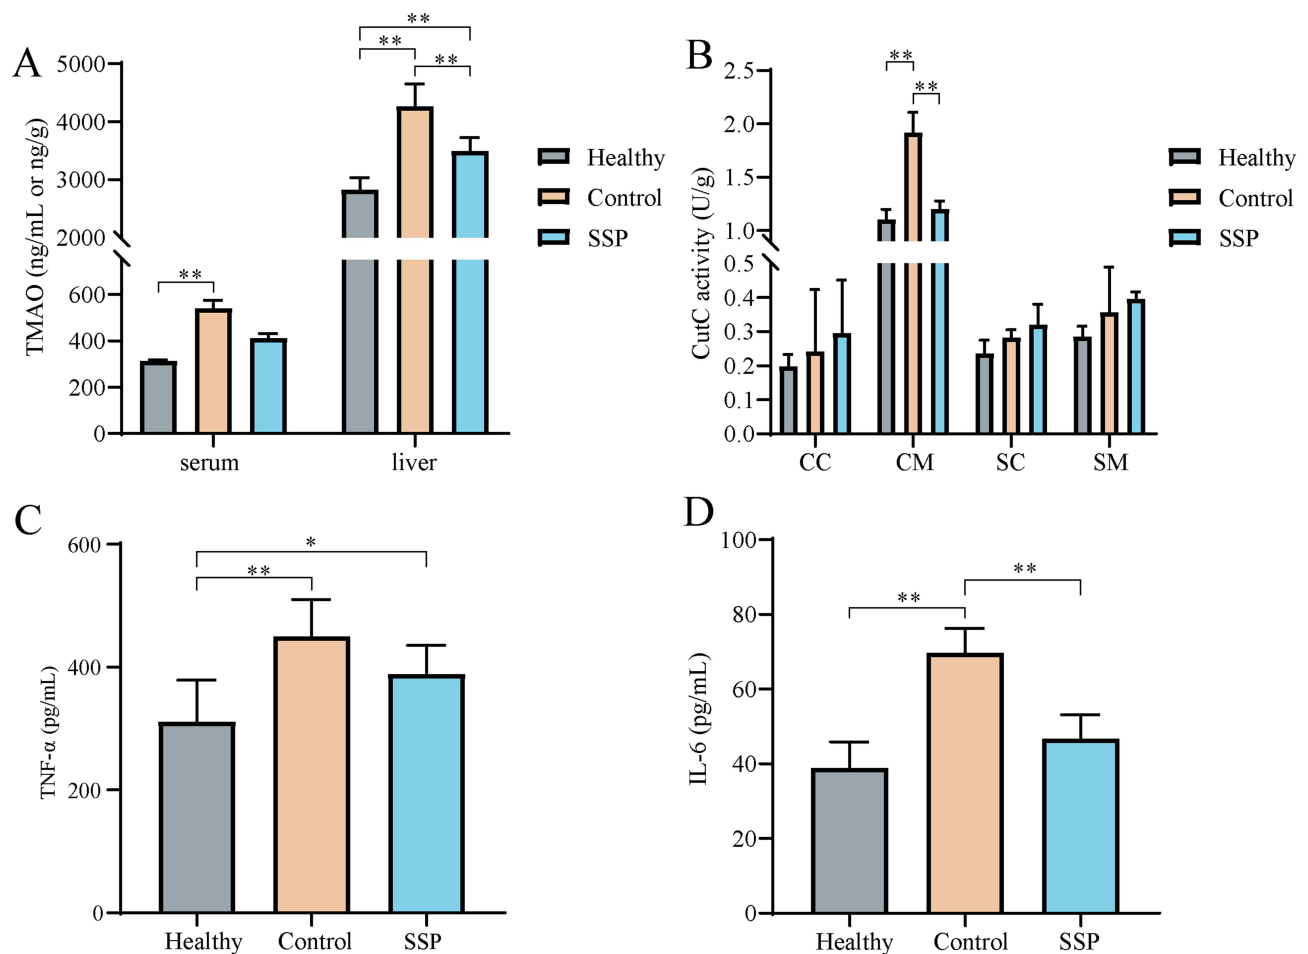 A
TMAO (ng/mL or ng/g)
5000
4000
3000
2000
600
400
200
0
**
**
**
**
serum
liver
Healthy
Control
SSP
B
CutC activity (U/g)
2.5
2.0
1.5
1.0
0.5
0.4
0.3
0.2
0.1
0.0
**
**
CC
CM
SC
SM
Healthy
Control
SSP
C
TNF-α (pg/mL)
600
400
200
0
*
**
Healthy
Control
SSP
D
IL-6 (pg/mL)
100
80
60
40
20
0
**
**
Healthy
Control
SSP